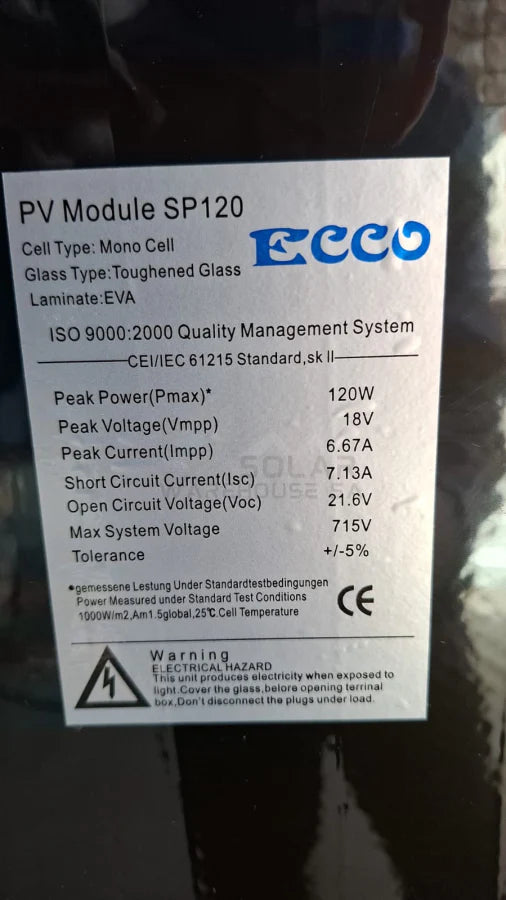 PV Module SP120
ECCO
Cell Type: Mono Cell
Glass Type:Toughened Glass
Laminate:EVA
ISO 9000:2000 Quality Management System
CEI/IEC 61215 Standard,sk II
Peak Power(Pmax)* 120W
Peak Voltage(Vmpp) 18V
Peak Current(Impp) 6.67A
Short Circuit Current(Isc) 7.13A
Open Circuit Voltage(Voc) 21.6V
Max System Voltage 715V
Tolerance +/-5%
SOLAR
WAREHOUSE SA
*gemessene Lestung Under Standardtestbedingungen
Power Measured under Standard Test Conditions
1000W/m2,Am1.5global,25℃.Cell Temperature
CE
Warning
ELECTRICAL HAZARD
This unit produces electricity when exposed to
light.Cover the glass,before opening terrinal
box,Don't disconnect the plugs under load.